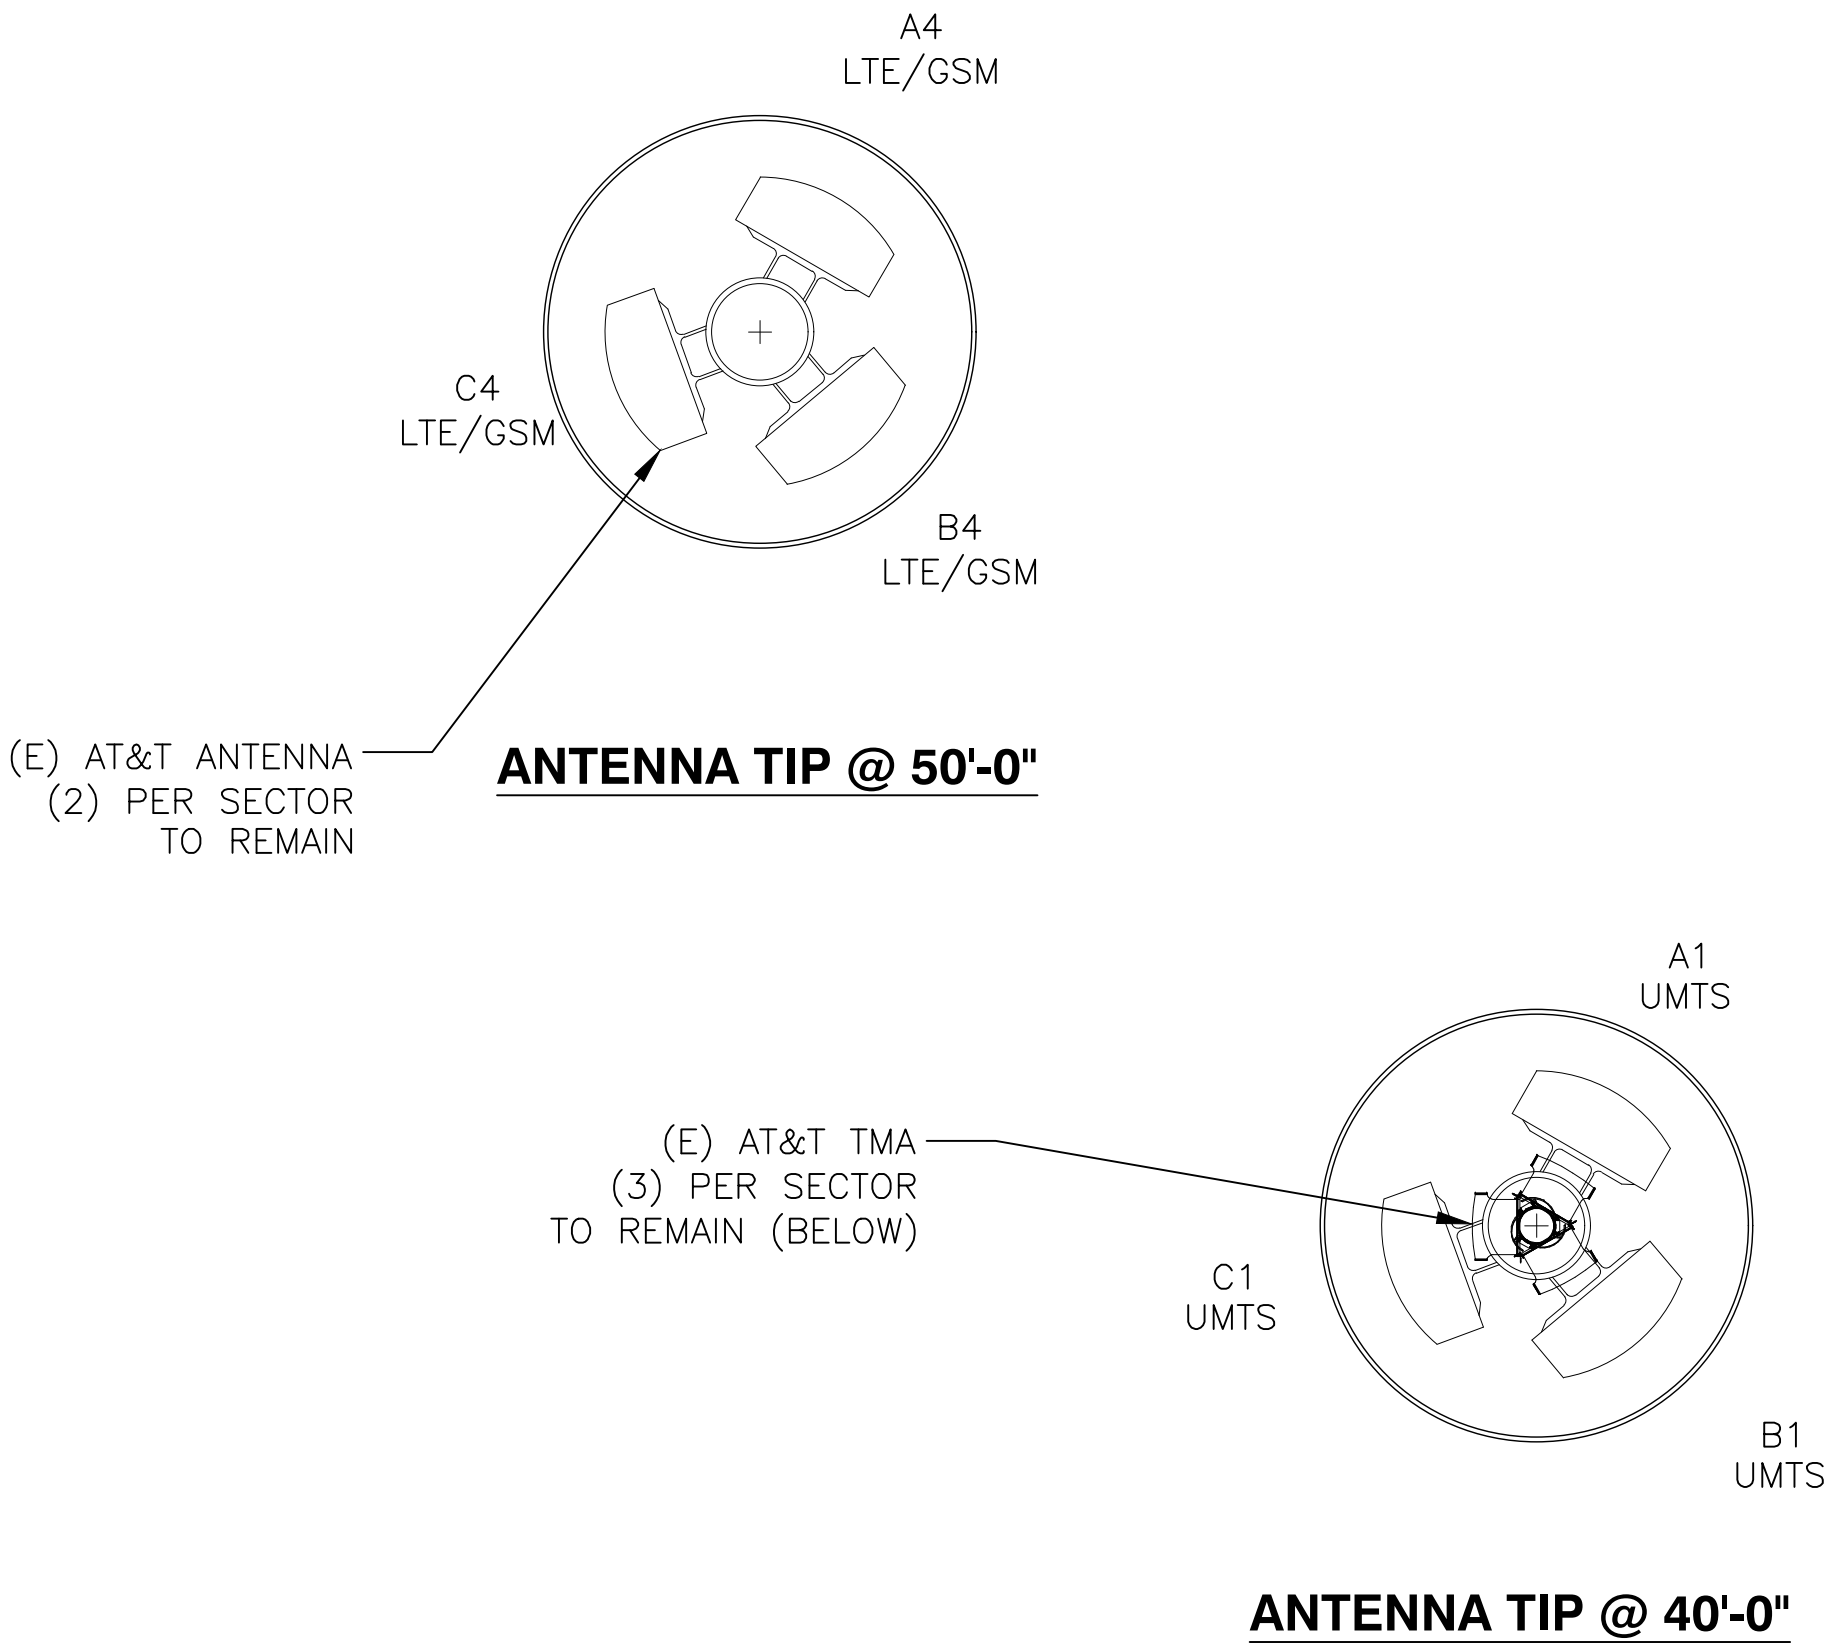 A4
LTE/GSM
C4
LTE/GSM
B4
LTE/GSM
(E) AT&T ANTENNA
(2) PER SECTOR
TO REMAIN
ANTENNA TIP @ 50'-0"
A1
UMTS
(E) AT&T TMA
(3) PER SECTOR
TO REMAIN (BELOW)
C1
UMTS
B1
UMTS
ANTENNA TIP @ 40'-0"